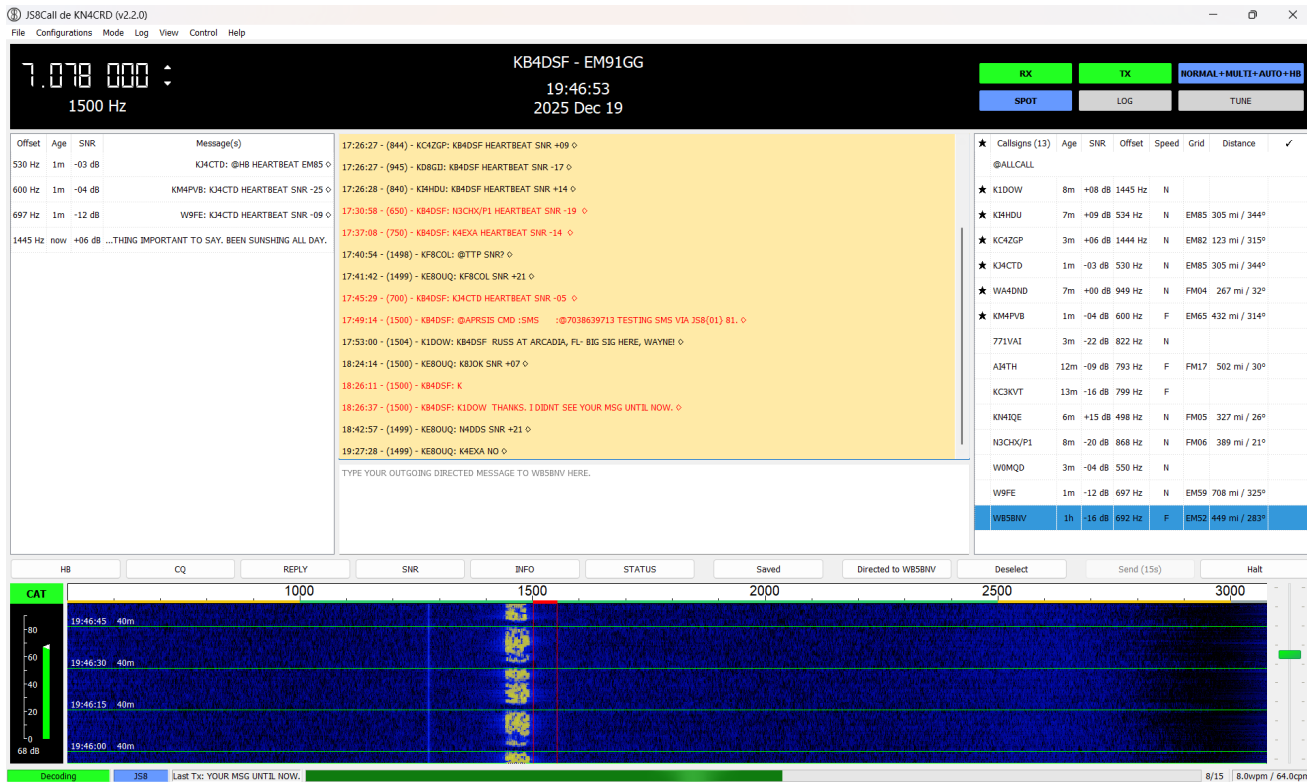 JS8Call de KN4CRD (v2.2.0)
File Configurations Mode Log View Control Help
7.078 000
1500 Hz
KB4DSF - EM91GG
19:46:53
2025 Dec 19
RX TX NORMAL+MULTI+AUTO+HB
SPOT LOG TUNE
Offset Age SNR Message(s)
530 Hz 1m -03 dB KJ4CTD: @HB HEARTBEAT EM85 ♢
600 Hz 1m -04 dB KM4PVB: KJ4CTD HEARTBEAT SNR -25 ♢
697 Hz 1m -12 dB W9FE: KJ4CTD HEARTBEAT SNR -09 ♢
1445 Hz now +06 dB ...THING IMPORTANT TO SAY. BEEN SUNSHING ALL DAY.
17:26:27 - (844) - KC4ZGP: KB4DSF HEARTBEAT SNR +09 ♢
17:26:27 - (945) - KD8GIJ: KB4DSF HEARTBEAT SNR -17 ♢
17:26:28 - (840) - KI4HDU: KB4DSF HEARTBEAT SNR +14 ♢
17:30:58 - (650) - KB4DSF: N3CHX/P1 HEARTBEAT SNR -19 ♢
17:37:08 - (750) - KB4DSF: K4EXA HEARTBEAT SNR -14 ♢
17:40:54 - (1498) - KF8COL: @TTP SNR? ♢
17:41:42 - (1499) - KE8OUQ: KF8COL SNR +21 ♢
17:45:29 - (700) - KB4DSF: KJ4CTD HEARTBEAT SNR -05 ♢
17:49:14 - (1500) - KB4DSF: @APRSIS CMD :SMS :@7038639713 TESTING SMS VIA JS8{01} 81. ♢
17:53:00 - (1504) - K1DOW: KB4DSF RUSS AT ARCADIA, FL- BIG SIG HERE, WAYNE! ♢
18:24:14 - (1500) - KE8OUQ: K8JOK SNR +07 ♢
18:26:11 - (1500) - KB4DSF: K
18:26:37 - (1500) - KB4DSF: K1DOW THANKS. I DIDNT SEE YOUR MSG UNTIL NOW. ♢
18:42:57 - (1499) - KE8OUQ: N4DDS SNR +21 ♢
19:27:28 - (1499) - KE8OUQ: K4EXA NO ♢
TYPE YOUR OUTGOING DIRECTED MESSAGE TO WB5BNV HERE.
★ Callsigns (13) Age SNR Offset Speed Grid Distance ✓
@ALLCALL
★ K1DOW 8m +08 dB 1445 Hz N
★ KI4HDU 7m +09 dB 534 Hz N EM85 305 mi / 344º
★ KC4ZGP 3m +06 dB 1444 Hz N EM82 123 mi / 315º
★ KJ4CTD 1m -03 dB 530 Hz N EM85 305 mi / 344º
★ WA4DND 7m +00 dB 949 Hz N FM04 267 mi / 32º
★ KM4PVB 1m -04 dB 600 Hz F EM65 432 mi / 314º
771VAI 3m -22 dB 822 Hz N
AI4TH 12m -09 dB 793 Hz F FM17 502 mi / 30º
KC3KVT 13m -16 dB 799 Hz F
KN4IQE 6m +15 dB 498 Hz N FM05 327 mi / 26º
N3CHX/P1 8m -20 dB 868 Hz N FM06 389 mi / 21º
W0MQD 3m -04 dB 550 Hz N
W9FE 1m -12 dB 697 Hz N EM59 708 mi / 325º
WB5BNV 1h -16 dB 692 Hz F EM52 449 mi / 283º
HB CQ REPLY SNR INFO STATUS Saved Directed to WB5BNV Deselect Send (15s) Halt
CAT
1000 1500 2000 2500 3000
80
60
40
20
0
68 dB
19:46:45 40m
19:46:30 40m
19:46:15 40m
19:46:00 40m
Decoding JS8 Last Tx: YOUR MSG UNTIL NOW. 8/15 8.0wpm / 64.0cpm